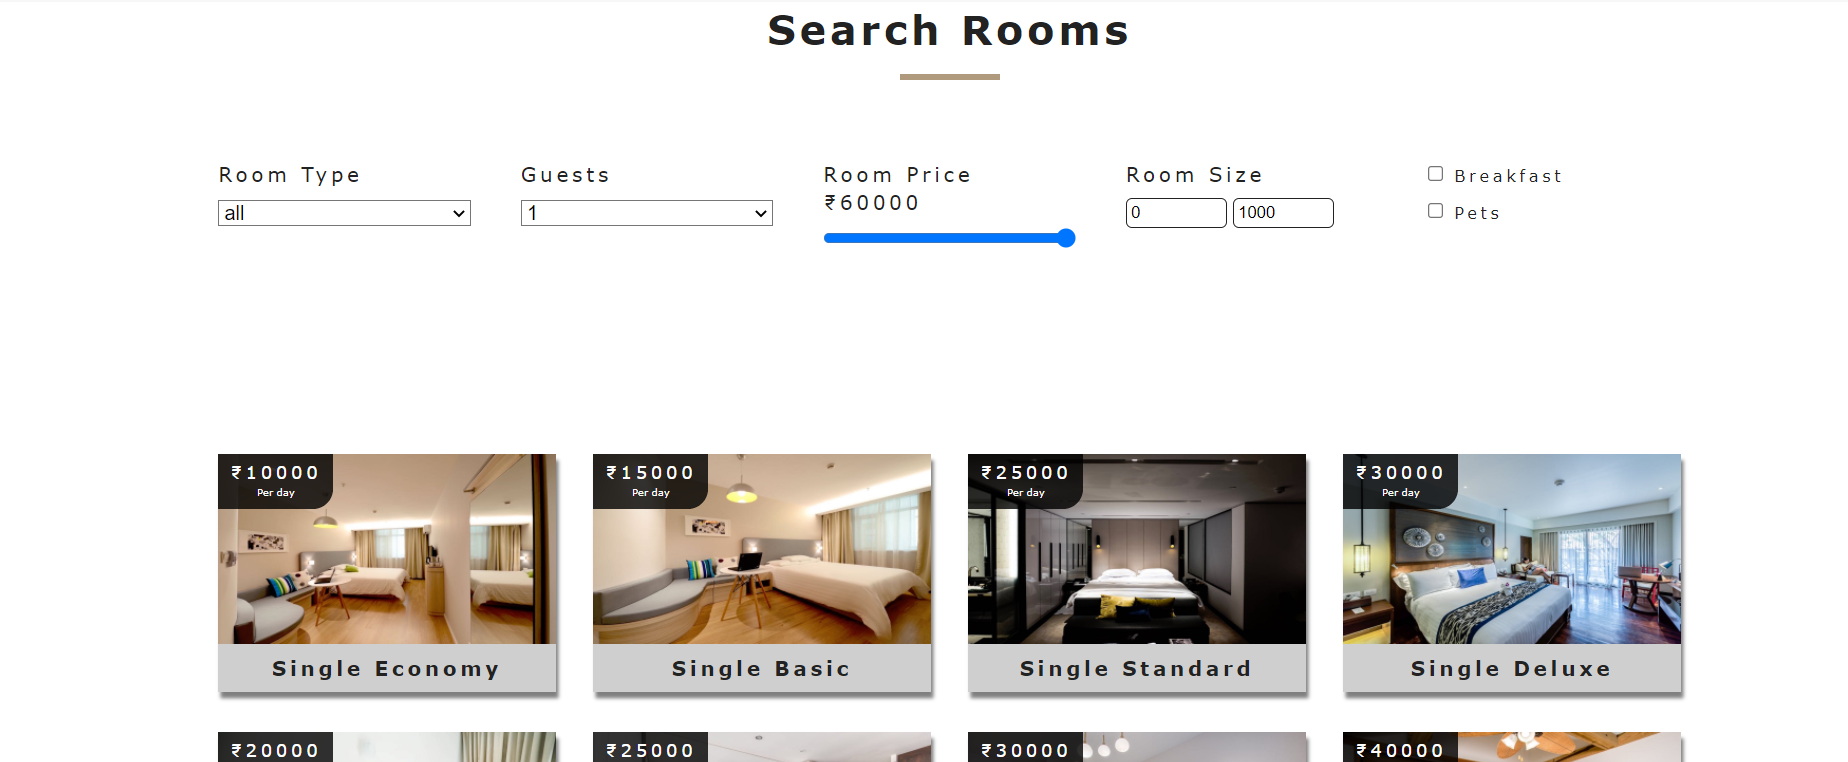 Search Rooms
Room Type
all
Guests
1
Room Price
₹60000
Room Size
0
1000
Breakfast
Pets
₹10000
Per day
Single Economy
₹15000
Per day
Single Basic
₹25000
Per day
Single Standard
₹30000
Per day
Single Deluxe
₹20000
₹25000
₹30000
₹40000